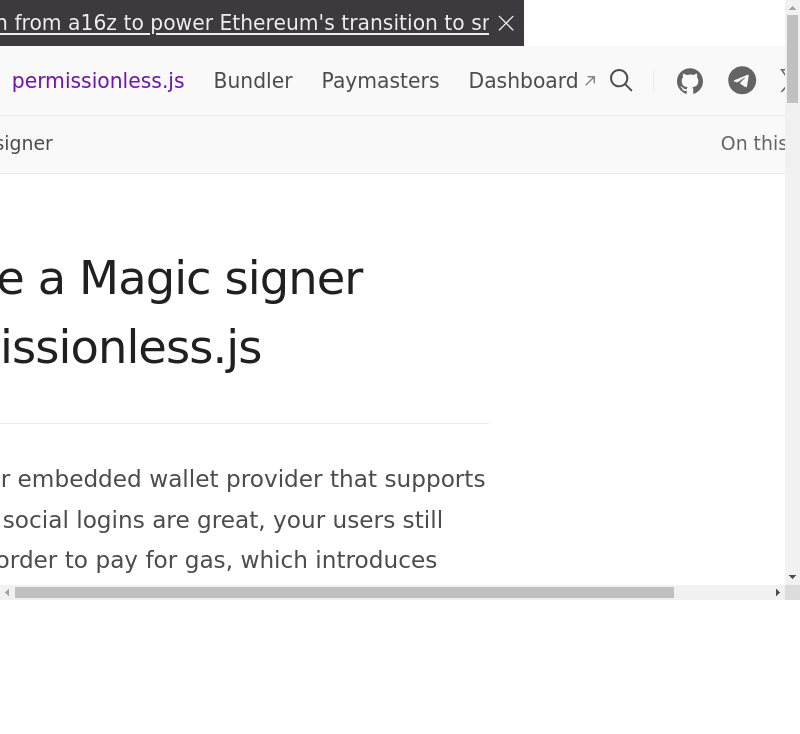 from a16z to power Ethereum's transition to
permissionless.js Bundler Paymasters Dashboard
signer
On this
e a Magic signer
issionless.js
r embedded wallet provider that supports
social logins are great, your users still
order to pay for gas, which introduces